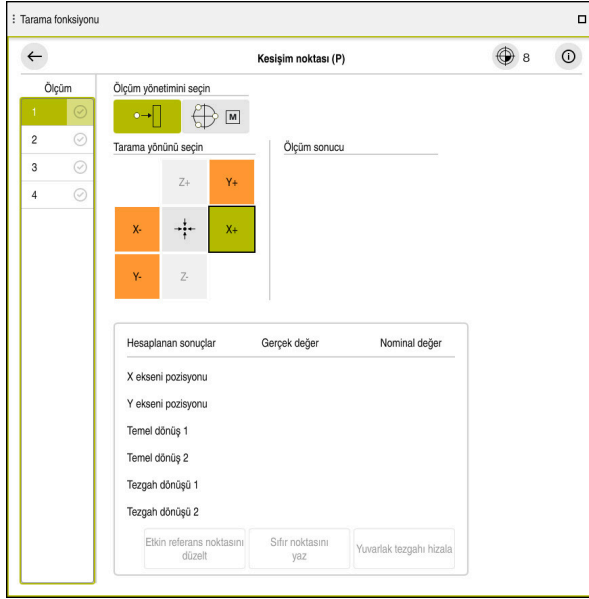 Tarama fonksiyonu
Kesişim noktası (P)
8
Ölçüm
Ölçüm yönetimini seçin
1
2
3
4
M
Tarama yönünü seçin
Ölçüm sonucu
Z+
Y+
X-
X+
Y-
Z-
Hesaplanan sonuçlar Gerçek değer Nominal değer
X ekseni pozisyonu
Y ekseni pozisyonu
Temel dönüş 1
Temel dönüş 2
Tezgah dönüşü 1
Tezgah dönüşü 2
Etkin referans noktasını
düzelt
Sıfır noktasını
yaz
Yuvarlak tezgahı hizala